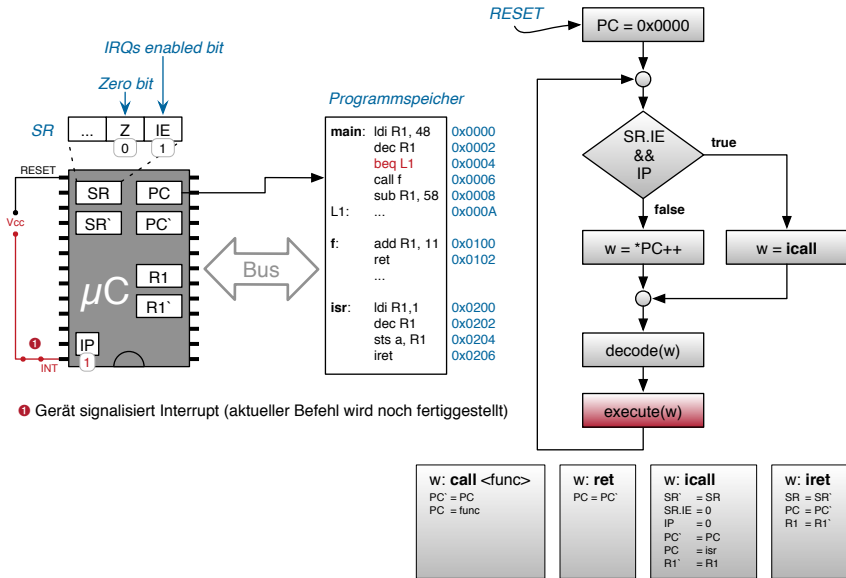 IRQs enabled bit
Zero bit
SR ... Z IE
0 1
RESET
Vcc
SR PC
SR` PC`
µC
R1
R1`
IP
1
❶
INT
Bus
Programmspeicher
main: ldi R1, 48 0x0000
dec R1 0x0002
beq L1 0x0004
call f 0x0006
sub R1, 58 0x0008
L1: ... 0x000A
f: add R1, 11 0x0100
ret 0x0102
...
isr: ldi R1,1 0x0200
dec R1 0x0202
sts a, R1 0x0204
iret 0x0206
❶ Gerät signalisiert Interrupt (aktueller Befehl wird noch fertiggestellt)
RESET
PC = 0x0000
SR.IE
&&
IP
true
false
w = *PC++
w = icall
decode(w)
execute(w)
w: call <func>
PC` = PC
PC = func
w: ret
PC = PC`
w: icall
SR` = SR
SR.IE = 0
IP = 0
PC` = PC
PC = isr
R1` = R1
w: iret
SR = SR`
PC = PC`
R1 = R1`